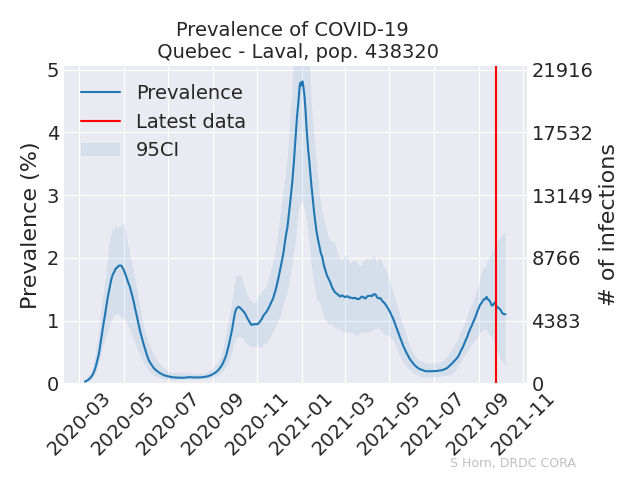 Prevalence of COVID-19
Quebec - Laval, pop. 438320
Prevalence
Latest data
95CI
Prevalence (%)
5
4
3
2
1
0
21916
17532
13149
8766
4383
0
# of infections
2020-03
2020-05
2020-07
2020-09
2020-11
2021-01
2021-03
2021-05
2021-07
2021-09
2021-11
S Horn, DRDC CORA